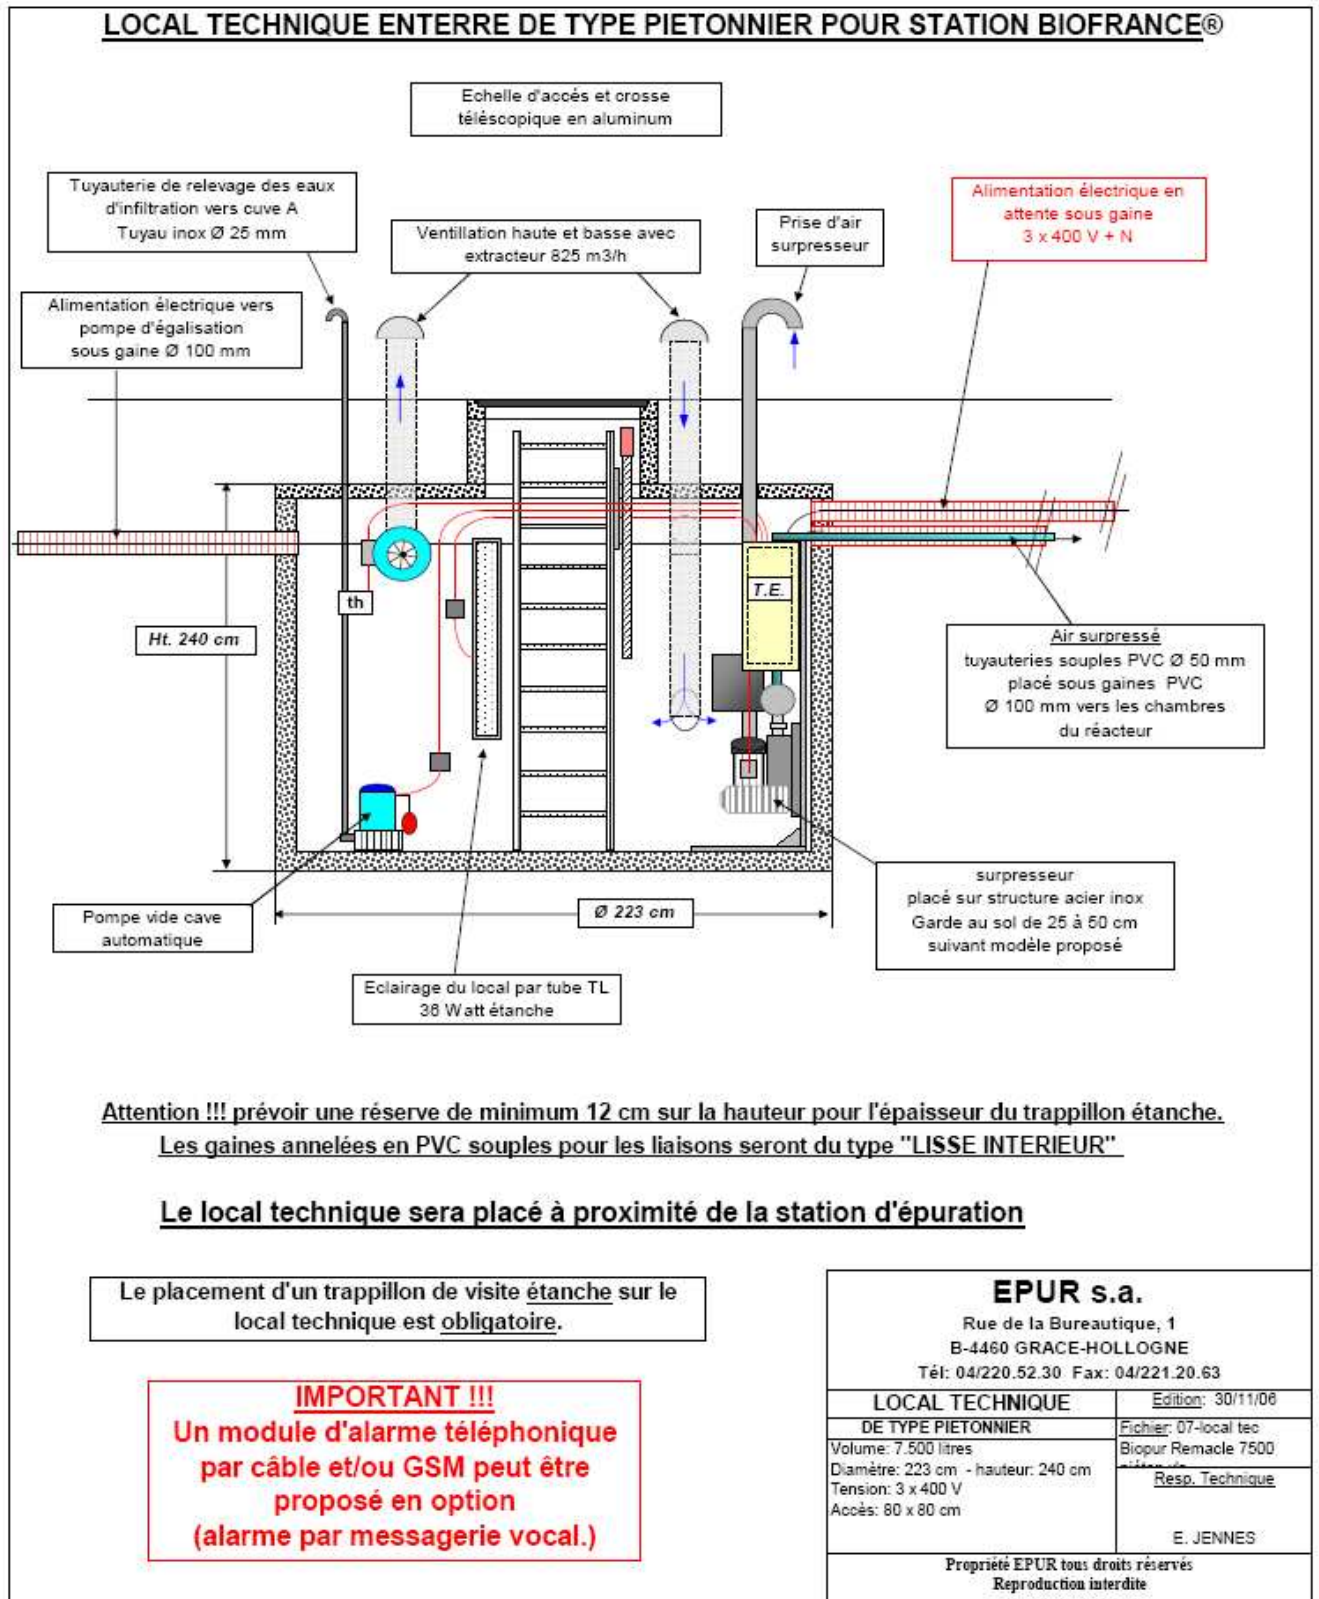 LOCAL TECHNIQUE ENTERRE DE TYPE PIETONNIER POUR STATION BIOFRANCE®
Echelle d'accés et crosse
téléscopique en aluminum
Tuyauterie de relevage des eaux
d'infiltration vers cuve A
Tuyau inox Ø 25 mm
Ventillation haute et basse avec
extracteur 825 m3/h
Prise d'air
surpresseur
Alimentation électrique en
attente sous gaine
3 x 400 V + N
Alimentation électrique vers
pompe d'égalisation
sous gaine Ø 100 mm
th
T.E.
Ht. 240 cm
Air surpressé
tuyauteries souples PVC Ø 50 mm
placé sous gaines PVC
Ø 100 mm vers les chambres
du réacteur
Pompe vide cave
automatique
Ø 223 cm
surpresseur
placé sur structure acier inox
Garde au sol de 25 à 50 cm
suivant modèle proposé
Eclairage du local par tube TL
36 Watt étanche
Attention !!! prévoir une réserve de minimum 12 cm sur la hauteur pour l'épaisseur du trappillon étanche.
Les gaines annelées en PVC souples pour les liaisons seront du type "LISSE INTERIEUR"
Le local technique sera placé à proximité de la station d'épuration
Le placement d'un trappillon de visite étanche sur le
local technique est obligatoire.
IMPORTANT !!!
Un module d'alarme téléphonique
par câble et/ou GSM peut être
proposé en option
(alarme par messagerie vocal.)
EPUR s.a.
Rue de la Bureautique, 1
B-4460 GRACE-HOLLOGNE
Tél: 04/220.52.30 Fax: 04/221.20.63
LOCAL TECHNIQUE
DE TYPE PIETONNIER
Volume: 7.500 litres
Diamètre: 223 cm - hauteur: 240 cm
Tension: 3 x 400 V
Accès: 80 x 80 cm
Edition: 30/11/06
Fichier: 07-local tec
Biopur Remacle 7500
Resp. Technique
E. JENNES
Propriété EPUR tous droits réservés
Reproduction interdite